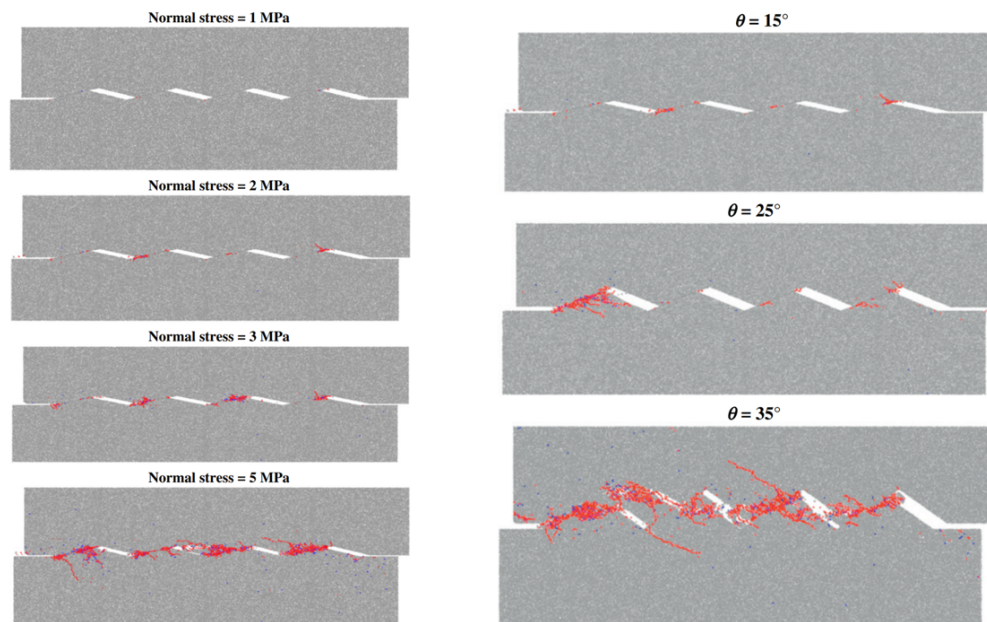 Normal stress = 1 MPa
Normal stress = 2 MPa
Normal stress = 3 MPa
Normal stress = 5 MPa
θ = 15°
θ = 25°
θ = 35°